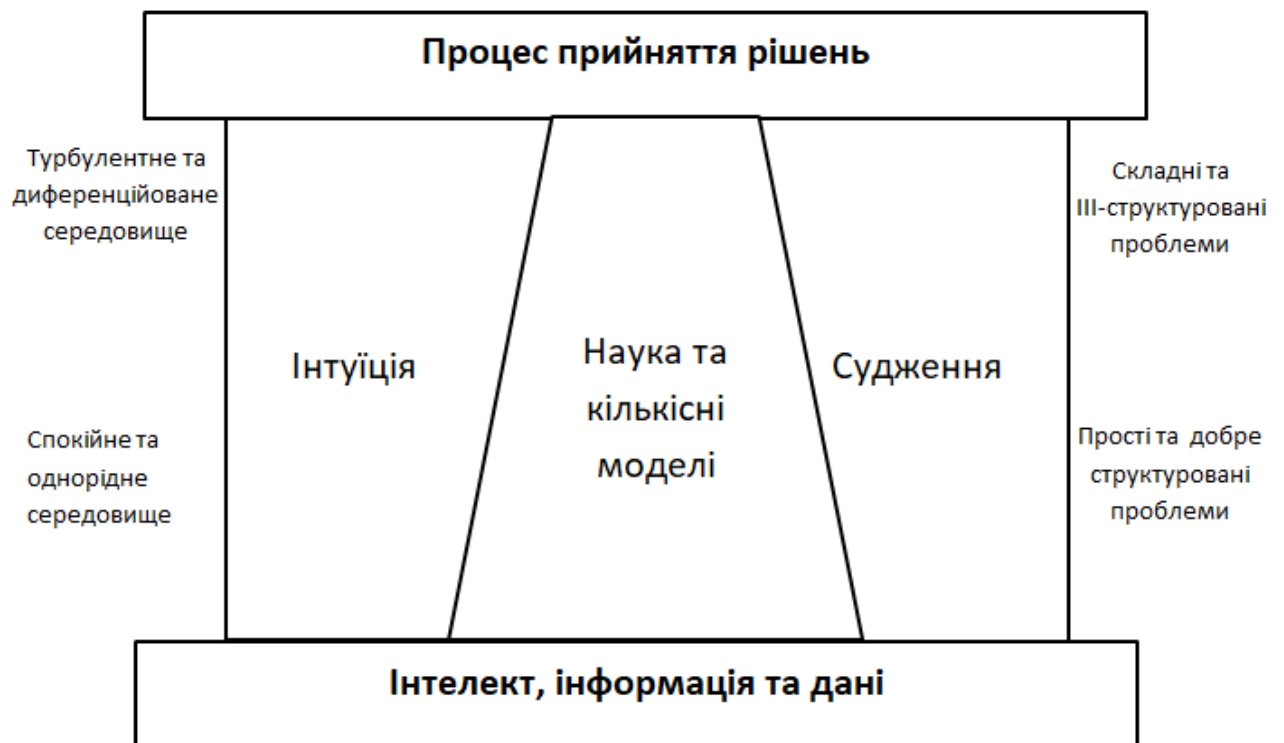 Процес прийняття рішень
Турбулентне та
диференційоване
середовище
Складні та
ІІІ-структуровані
проблеми
Інтуїція
Наука та
кількісні
моделі
Судження
Спокійне та
однорідне
середовище
Прості та добре
структуровані
проблеми
Інтелект, інформація та дані